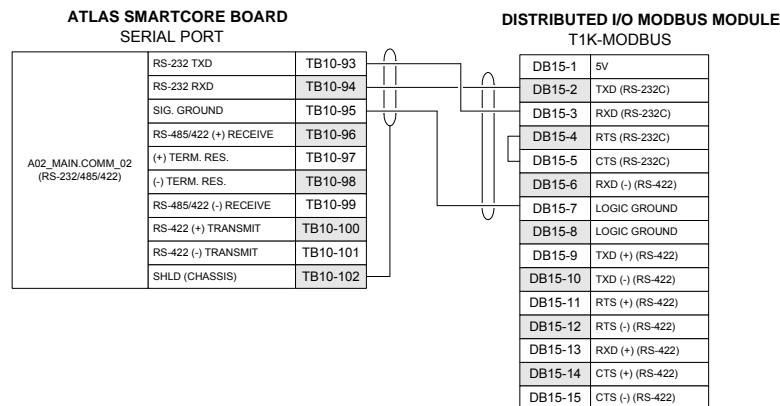 ATLAS SMARTCORE BOARD
SERIAL PORT
A02_MAIN.COMM_02
(RS-232/485/422)
RS-232 TXD TB10-93
RS-232 RXD TB10-94
SIG. GROUND TB10-95
RS-485/422 (+) RECEIVE TB10-96
(+) TERM. RES. TB10-97
(-) TERM. RES. TB10-98
RS-485/422 (-) RECEIVE TB10-99
RS-422 (+) TRANSMIT TB10-100
RS-422 (-) TRANSMIT TB10-101
SHLD (CHASSIS) TB10-102
DISTRIBUTED I/O MODBUS MODULE
T1K-MODBUS
DB15-1 5V
DB15-2 TXD (RS-232C)
DB15-3 RXD (RS-232C)
DB15-4 RTS (RS-232C)
DB15-5 CTS (RS-232C)
DB15-6 RXD (-) (RS-422)
DB15-7 LOGIC GROUND
DB15-8 LOGIC GROUND
DB15-9 TXD (+) (RS-422)
DB15-10 TXD (-) (RS-422)
DB15-11 RTS (+) (RS-422)
DB15-12 RTS (-) (RS-422)
DB15-13 RXD (+) (RS-422)
DB15-14 CTS (+) (RS-422)
DB15-15 CTS (-) (RS-422)